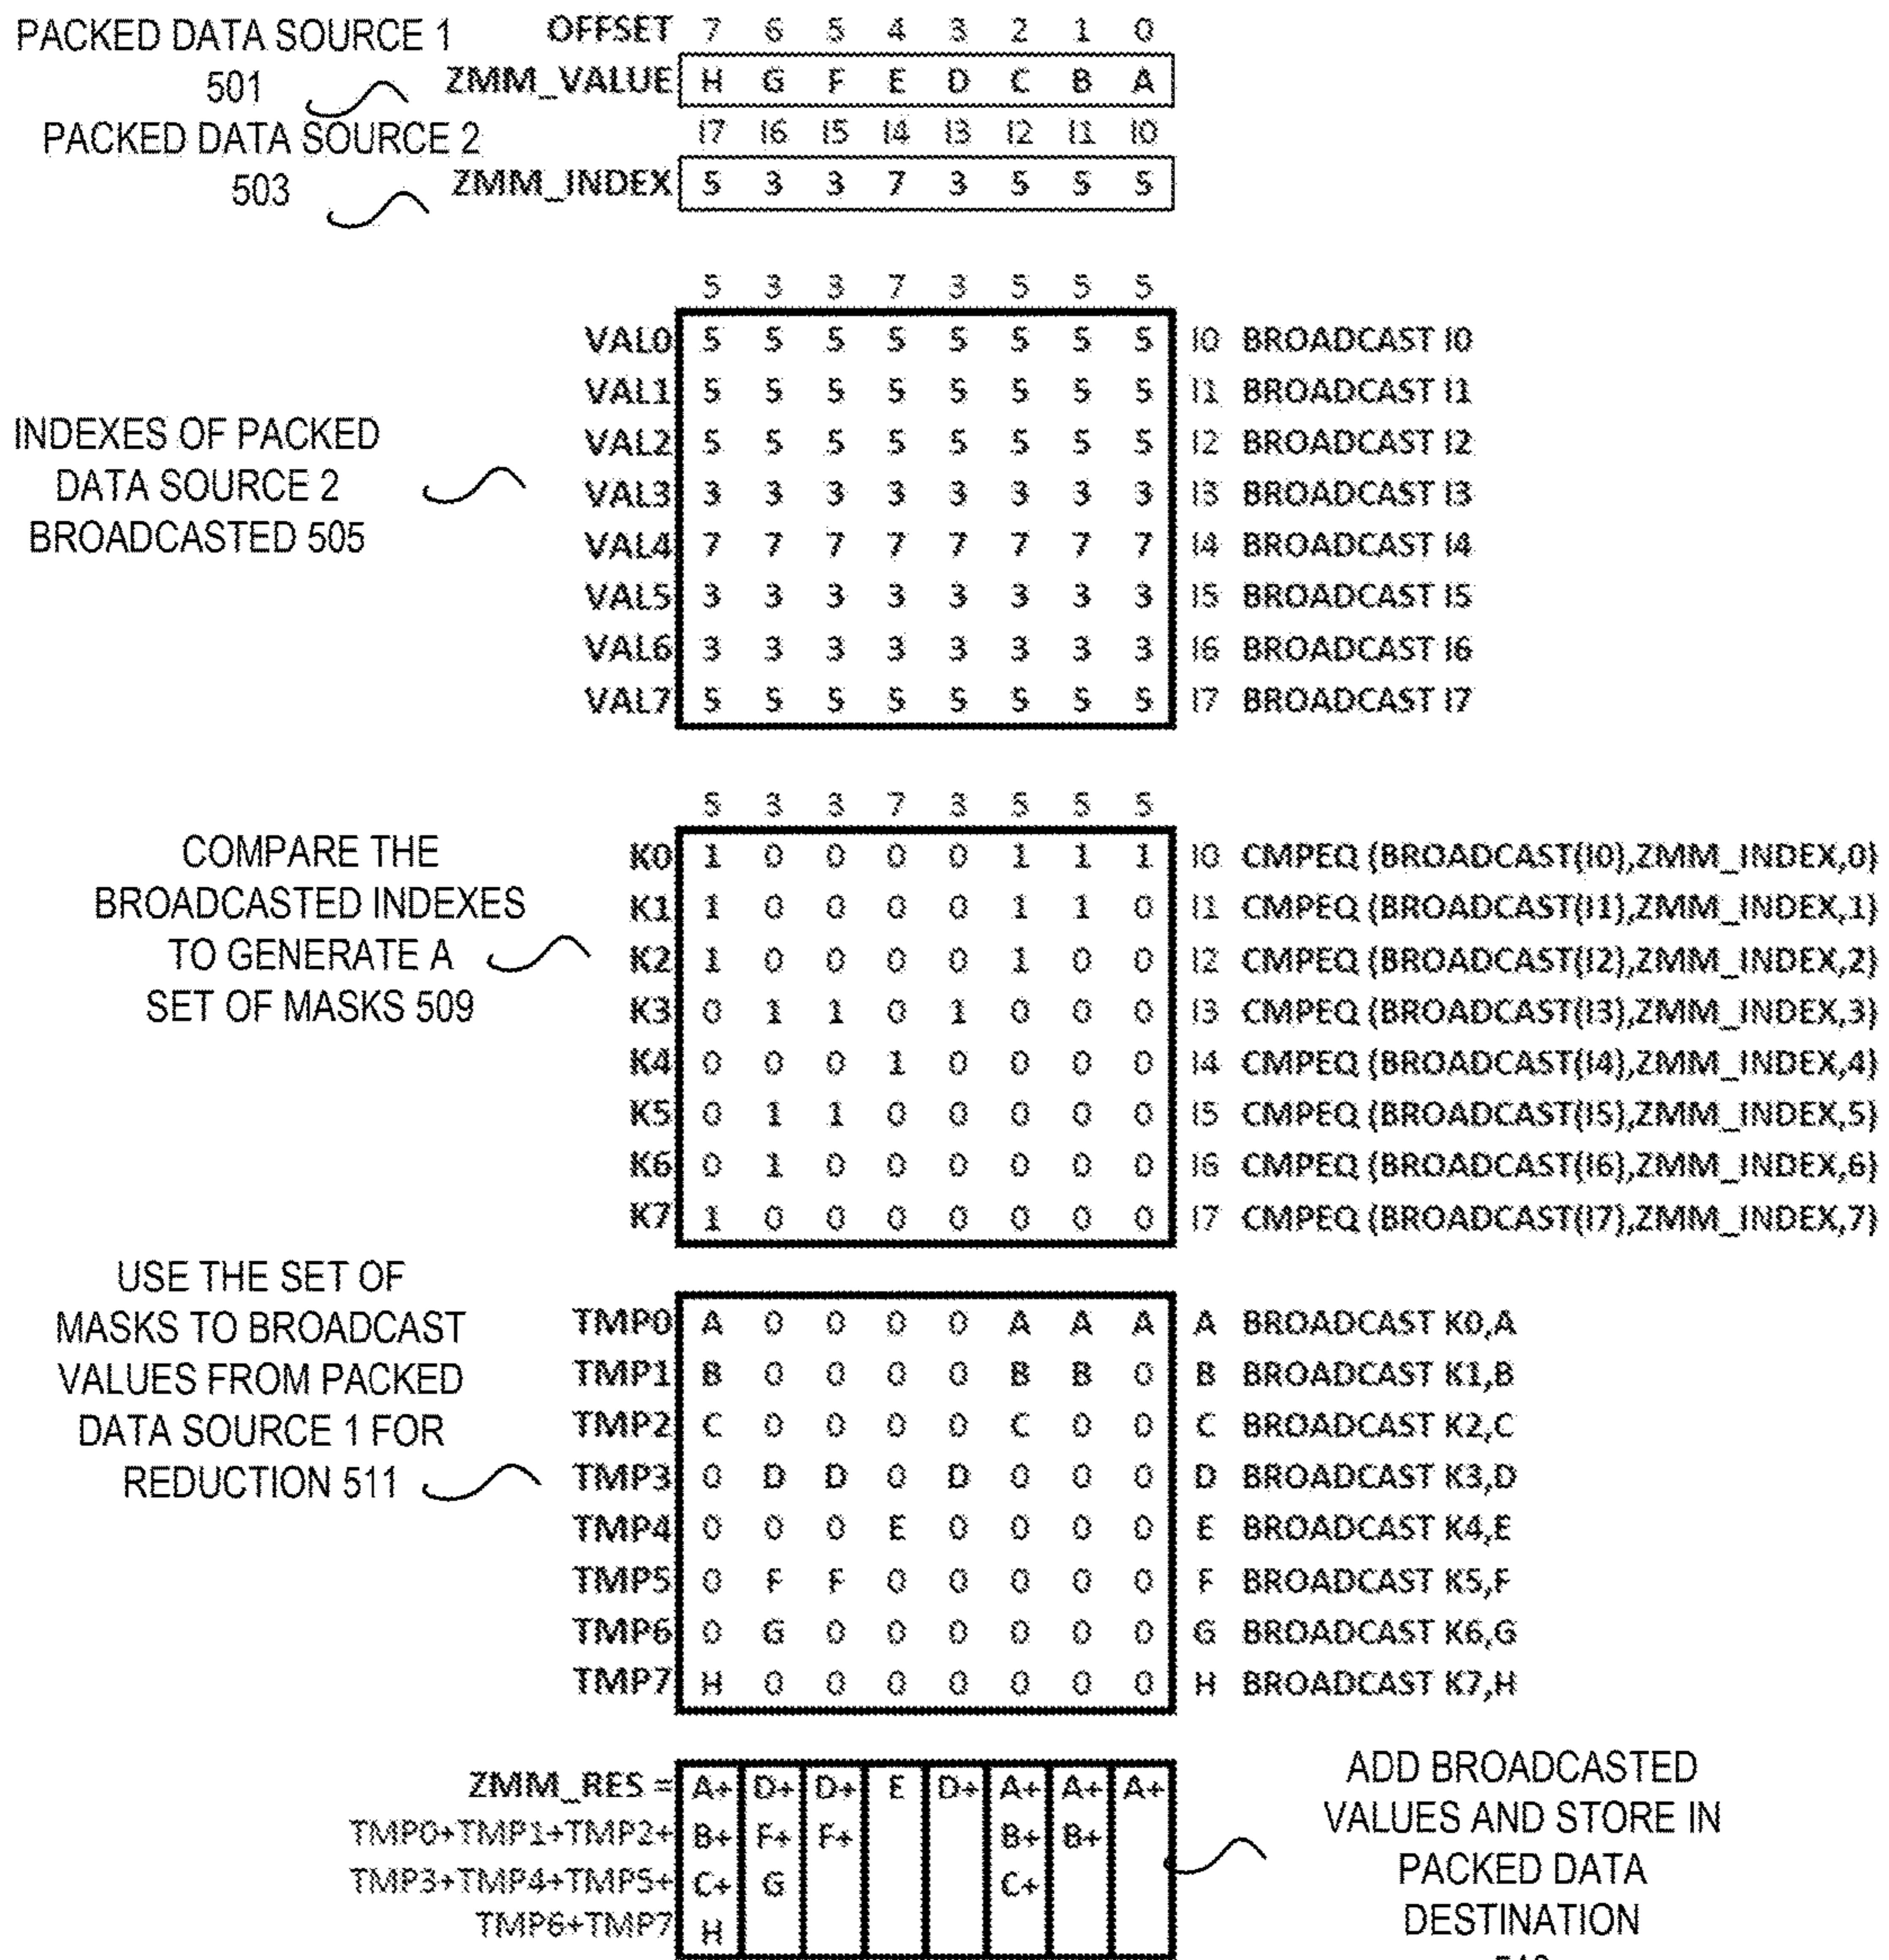 PACKED DATA SOURCE 1
501
OFFSET 7 6 5 4 3 2 1 0
ZMM_VALUE H G F E D C B A
PACKED DATA SOURCE 2
503
I7 I6 I5 I4 I3 I2 I1 I0
ZMM_INDEX 5 3 3 7 3 5 5 5
5 3 3 7 3 5 5 5
VAL0 5 5 5 5 5 5 5 5 I0 BROADCAST I0
VAL1 5 5 5 5 5 5 5 5 I1 BROADCAST I1
VAL2 5 5 5 5 5 5 5 5 I2 BROADCAST I2
VAL3 3 3 3 3 3 3 3 3 I3 BROADCAST I3
VAL4 7 7 7 7 7 7 7 7 I4 BROADCAST I4
VAL5 3 3 3 3 3 3 3 3 I5 BROADCAST I5
VAL6 3 3 3 3 3 3 3 3 I6 BROADCAST I6
VAL7 5 5 5 5 5 5 5 5 I7 BROADCAST I7
INDEXES OF PACKED
DATA SOURCE 2
BROADCASTED 505
5 3 3 7 3 5 5 5
K0 1 0 0 0 0 1 1 1 I0 CMPEQ (BROADCAST(I0),ZMM_INDEX,0)
K1 1 0 0 0 0 1 1 0 I1 CMPEQ (BROADCAST(I1),ZMM_INDEX,1)
K2 1 0 0 0 0 1 0 0 I2 CMPEQ (BROADCAST(I2),ZMM_INDEX,2)
K3 0 1 1 0 1 0 0 0 I3 CMPEQ (BROADCAST(I3),ZMM_INDEX,3)
K4 0 0 0 1 0 0 0 0 I4 CMPEQ (BROADCAST(I4),ZMM_INDEX,4)
K5 0 1 1 0 0 0 0 0 I5 CMPEQ (BROADCAST(I5),ZMM_INDEX,5)
K6 0 1 0 0 0 0 0 0 I6 CMPEQ (BROADCAST(I6),ZMM_INDEX,6)
K7 1 0 0 0 0 0 0 0 I7 CMPEQ (BROADCAST(I7),ZMM_INDEX,7)
COMPARE THE
BROADCASTED INDEXES
TO GENERATE A
SET OF MASKS 509
USE THE SET OF
MASKS TO BROADCAST
VALUES FROM PACKED
DATA SOURCE 1 FOR
REDUCTION 511
TMP0 A 0 0 0 0 A A A A BROADCAST K0,A
TMP1 B 0 0 0 0 B B 0 B BROADCAST K1,B
TMP2 C 0 0 0 0 C 0 0 C BROADCAST K2,C
TMP3 0 D D 0 D 0 0 0 D BROADCAST K3,D
TMP4 0 0 0 E 0 0 0 0 E BROADCAST K4,E
TMP5 0 F F 0 0 0 0 0 F BROADCAST K5,F
TMP6 0 G 0 0 0 0 0 0 G BROADCAST K6,G
TMP7 H 0 0 0 0 0 0 0 H BROADCAST K7,H
ZMM_RES = A+ D+ D+ E D+ A+ A+ A+
TMP0+TMP1+TMP2+ B+ F+ F+ B+ B+
TMP3+TMP4+TMP5+ C+ G C+
TMP6+TMP7 H
ADD BROADCASTED
VALUES AND STORE IN
PACKED DATA
DESTINATION